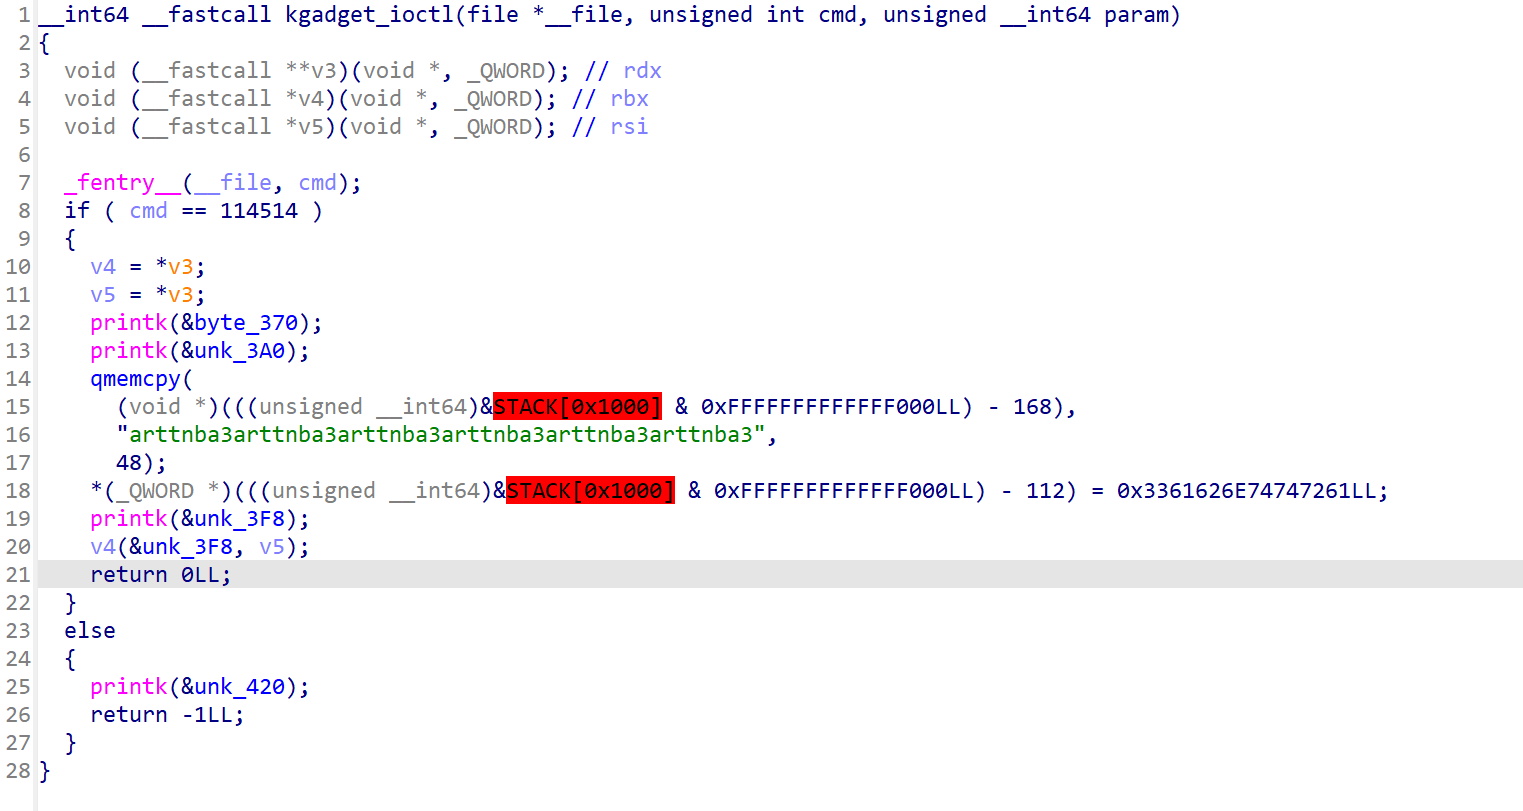 1 __int64 __fastcall kgadget_ioctl(file *__file, unsigned int cmd, unsigned __int64 param)
2 {
3   void (__fastcall **v3)(void *, _QWORD); // rdx
4   void (__fastcall *v4)(void *, _QWORD); // rbx
5   void (__fastcall *v5)(void *, _QWORD); // rsi
6
7   _fentry__(__file, cmd);
8   if ( cmd == 114514 )
9   {
10     v4 = *v3;
11     v5 = *v3;
12     printk(&byte_370);
13     printk(&unk_3A0);
14     qmemcpy(
15       (void *)(((unsigned __int64)&STACK[0x1000] & 0xFFFFFFFFFFFFF000LL) - 168),
16       "arttnba3arttnba3arttnba3arttnba3arttnba3arttnba3",
17       48);
18     *(_QWORD *)(((unsigned __int64)&STACK[0x1000] & 0xFFFFFFFFFFFFF000LL) - 112) = 0x3361626E74747261LL;
19     printk(&unk_3F8);
20     v4(&unk_3F8, v5);
21     return 0LL;
22   }
23   else
24   {
25     printk(&unk_420);
26     return -1LL;
27   }
28 }